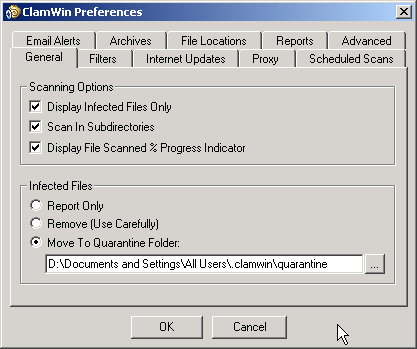 ClamWin Preferences
Email Alerts Archives File Locations Reports Advanced
General Filters Internet Updates Proxy Scheduled Scans
Scanning Options
Display Infected Files Only
Scan In Subdirectories
Display File Scanned % Progress Indicator
Infected Files
Report Only
Remove (Use Carefully)
Move To Quarantine Folder:
D:\Documents and Settings\All Users\.clamwin\quarantine ...
OK Cancel